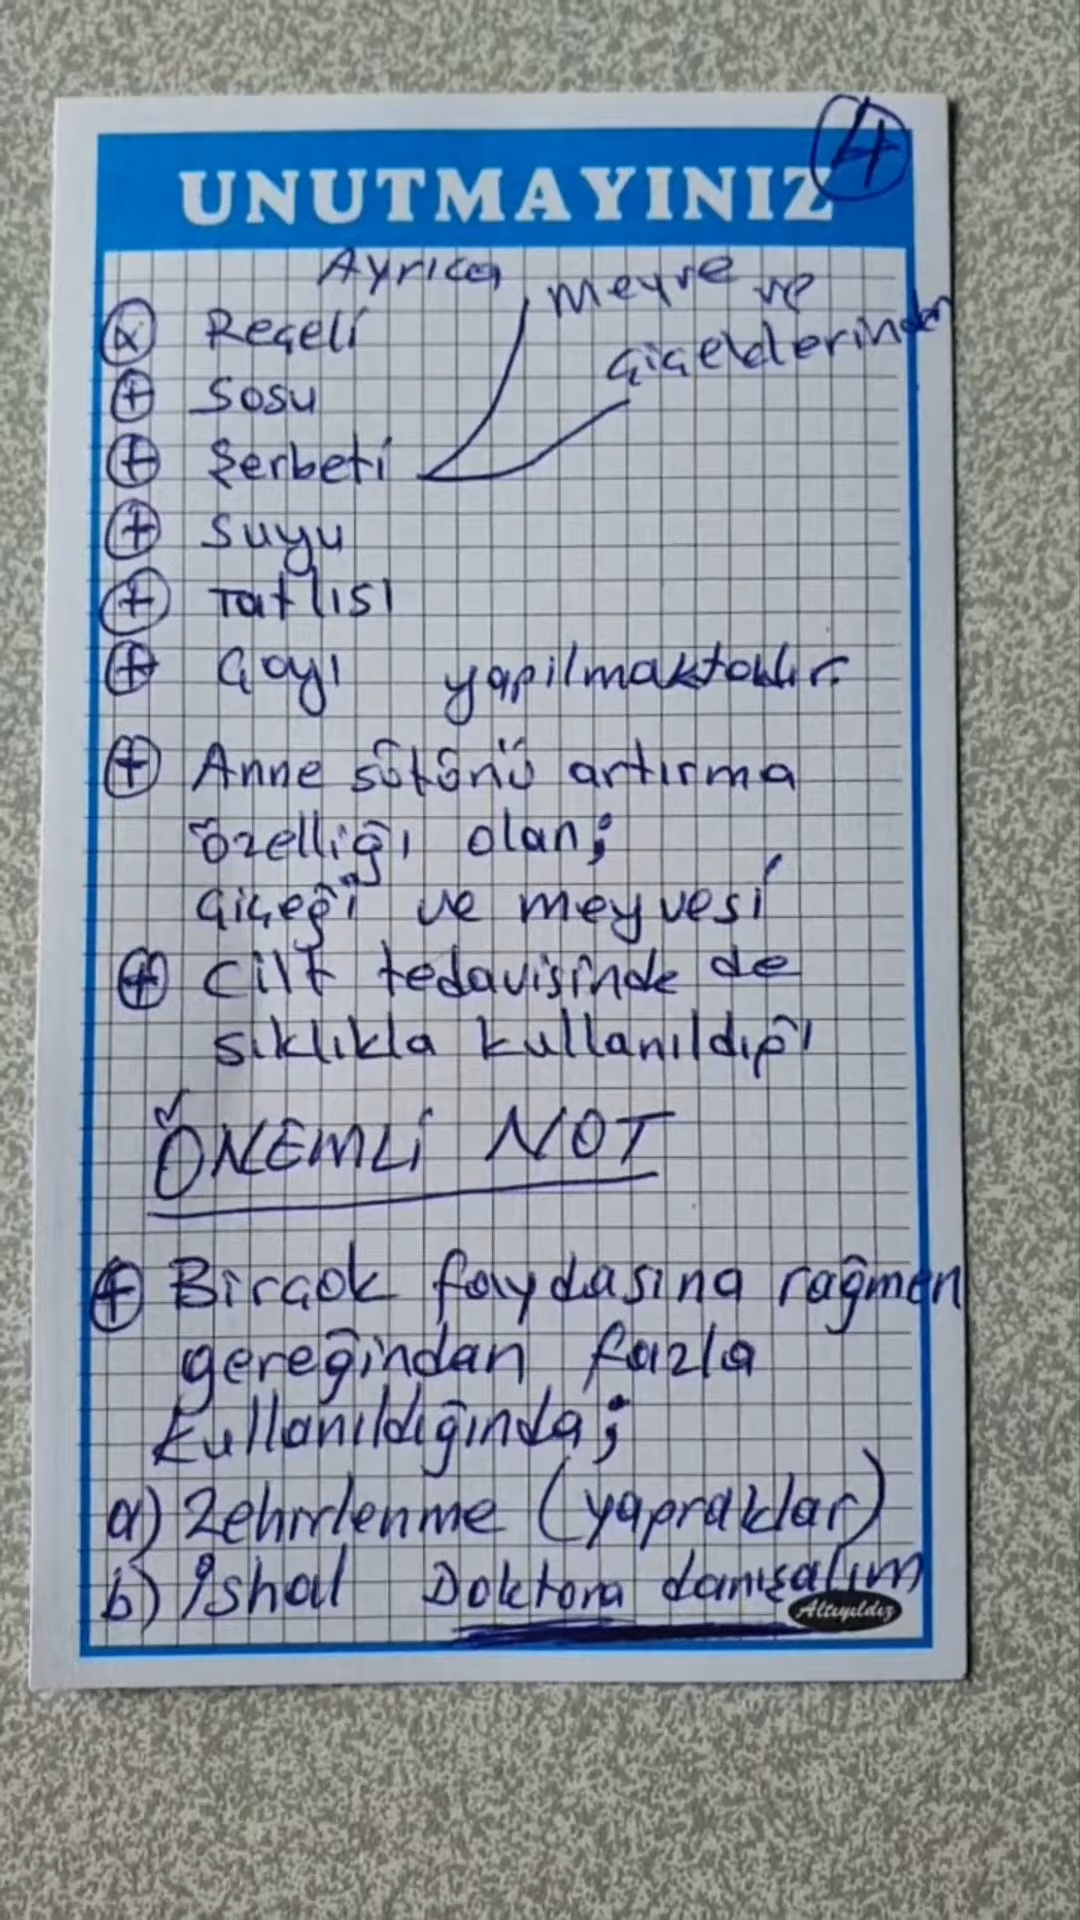 4
UNUTMAYINIZ
Ayrıca meyve ve
çiçeklerinden
Reçeli
+ Sosu
+ Şerbeti
+ Suyu
+ Tatlısı
+ Çayı yapılmaktadır.
+ Anne sütünü artırma
özelliği olan;
çiçeği ve meyvesi
+ Cilt tedavisinde de
sıklıkla kullanıldığı
ÖNEMLİ NOT
+ Birçok faydasına rağmen
gereğindan fazla
kullanıldığında;
a) Zehirlenme (yapraklar)
b) İshal Doktora danışalım
Altıyıldız